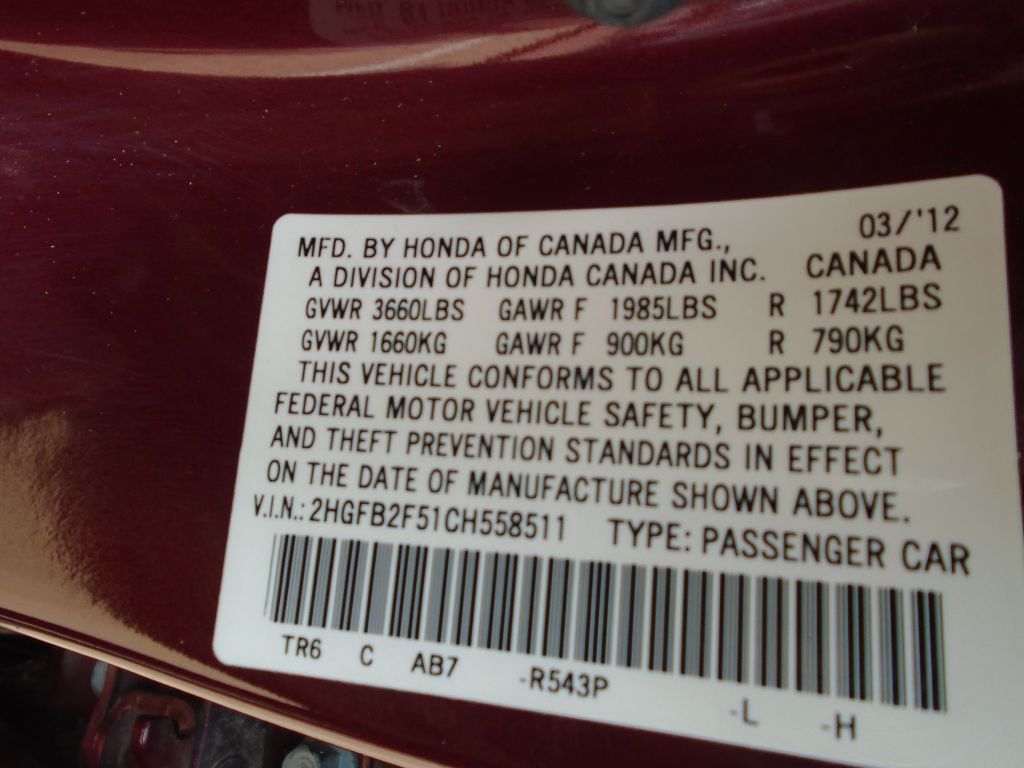 03/'12
MFD. BY HONDA OF CANADA MFG.,
A DIVISION OF HONDA CANADA INC. CANADA
GVWR 3660LBS GAWR F 1985LBS R 1742LBS
GVWR 1660KG GAWR F 900KG R 790KG
THIS VEHICLE CONFORMS TO ALL APPLICABLE
FEDERAL MOTOR VEHICLE SAFETY, BUMPER,
AND THEFT PREVENTION STANDARDS IN EFFECT
ON THE DATE OF MANUFACTURE SHOWN ABOVE.
V.I.N.: 2HGFB2F51CH558511 TYPE: PASSENGER CAR
TR6 C AB7 -R543P -L -H